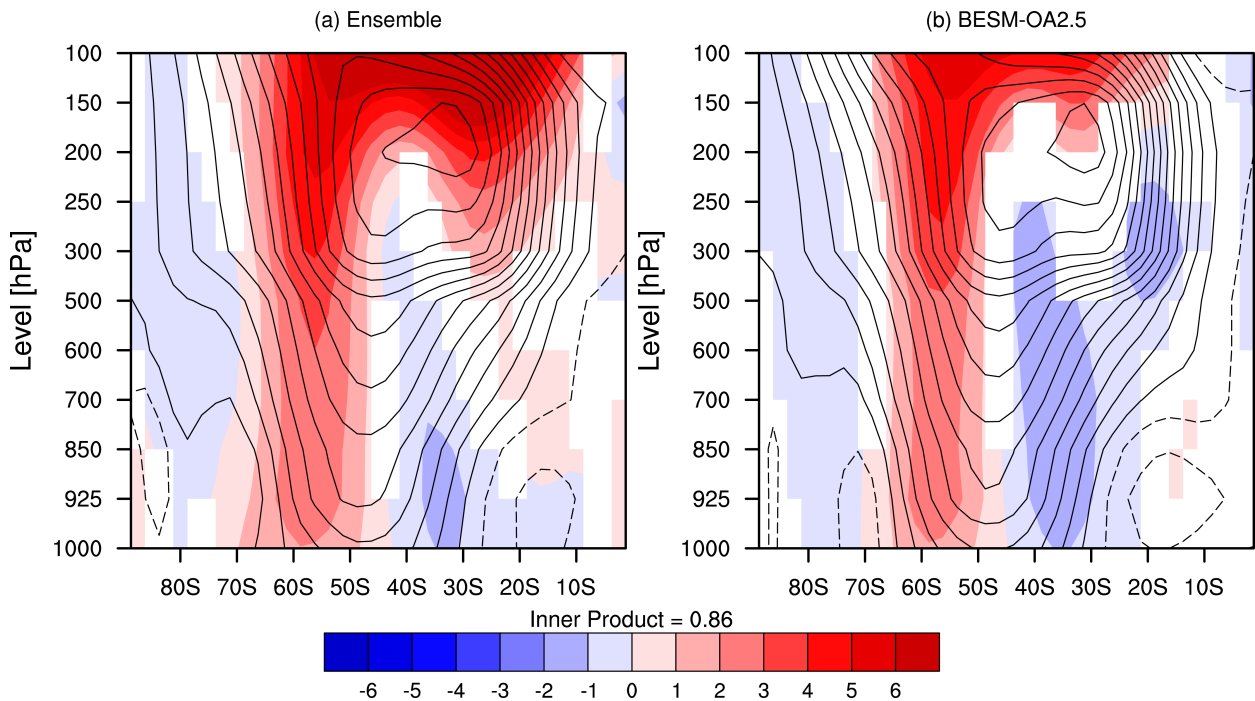 (a) Ensemble
(b) BESM-OA2.5
Level [hPa]
100
150
200
250
300
500
600
700
850
925
1000
80S 70S 60S 50S 40S 30S 20S 10S
Level [hPa]
100
150
200
250
300
500
600
700
850
925
1000
80S 70S 60S 50S 40S 30S 20S 10S
Inner Product = 0.86
-6 -5 -4 -3 -2 -1 0 1 2 3 4 5 6